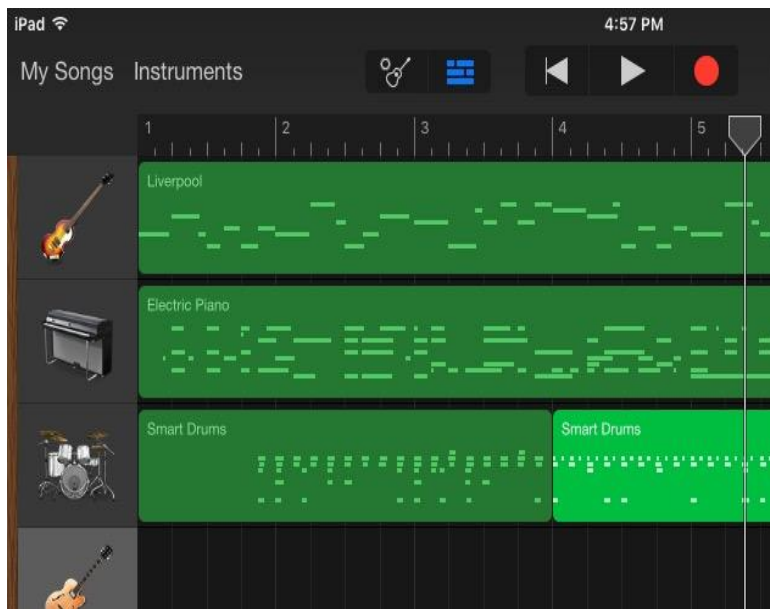 iPad 4:57 PM
My Songs Instruments
1 2 3 4 5
Liverpool
Electric Piano
Smart Drums Smart Drums